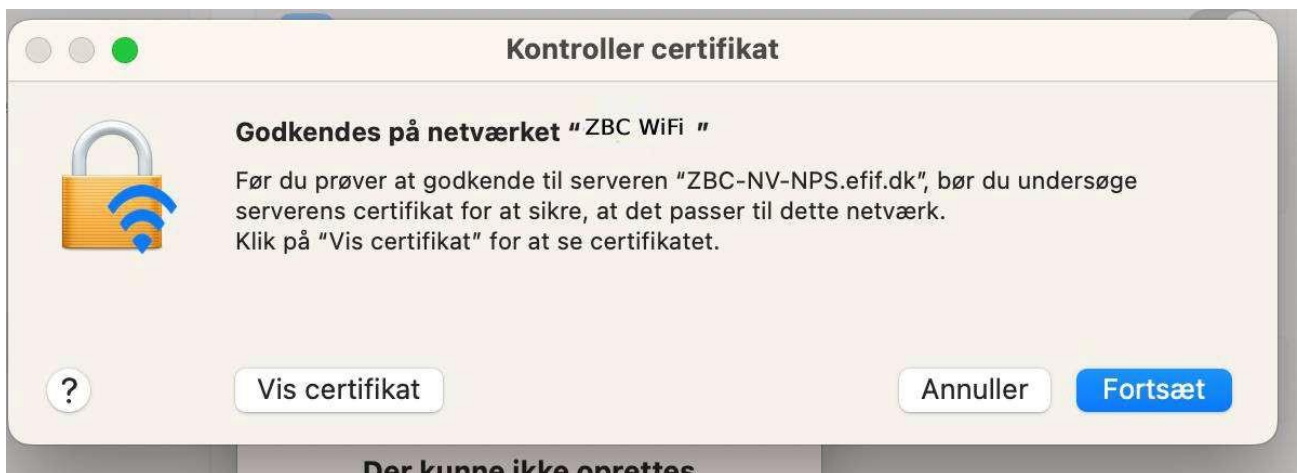 Kontroller certifikat
Godkendes på netværket “ZBC WiFi ”
Før du prøver at godkende til serveren “ZBC-NV-NPS.efif.dk”, bør du undersøge
serverens certifikat for at sikre, at det passer til dette netværk.
Klik på “Vis certifikat” for at se certifikatet.
? Vis certifikat Annuller Fortsæt
Der kunne ikke oprettes